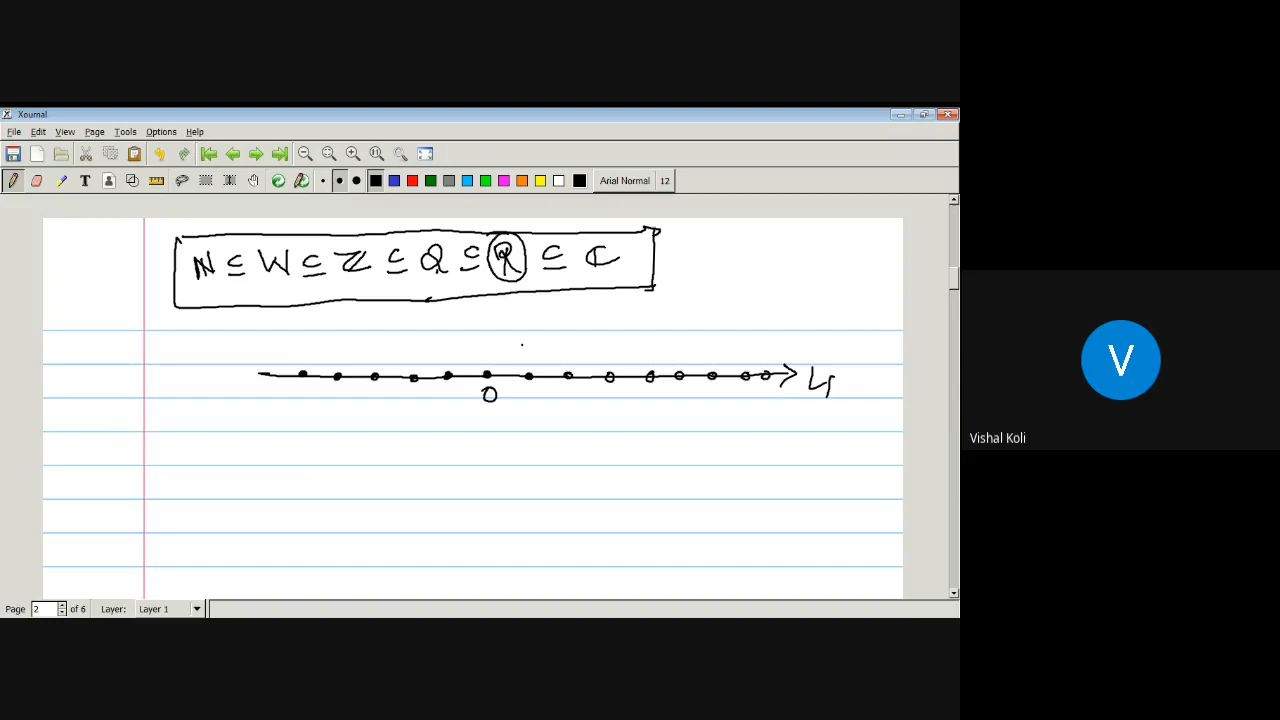 Xournal
File Edit View Page Tools Options Help
T Arial Normal 12
ℕ ⊆ W ⊆ ℤ ⊆ Q ⊆ ℝ ⊆ ℂ
0
Page 2 of 6 Layer: Layer 1
V
Vishal Koli